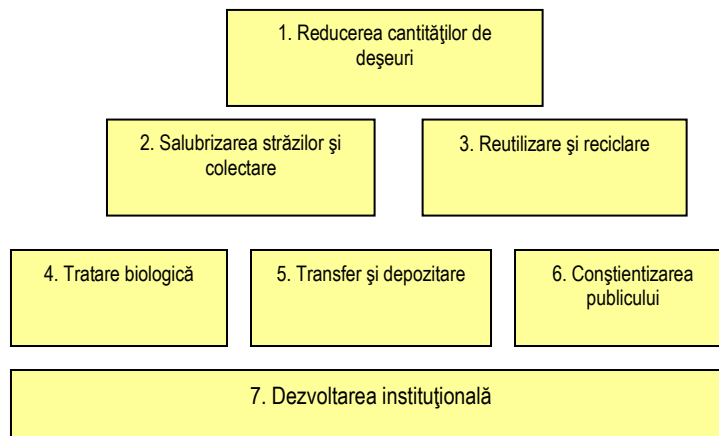 1. Reducerea cantităţilor de
deşeuri
2. Salubrizarea străzilor şi
colectare
3. Reutilizare şi reciclare
4. Tratare biologică
5. Transfer şi depozitare
6. Conştientizarea
publicului
7. Dezvoltarea instituţională